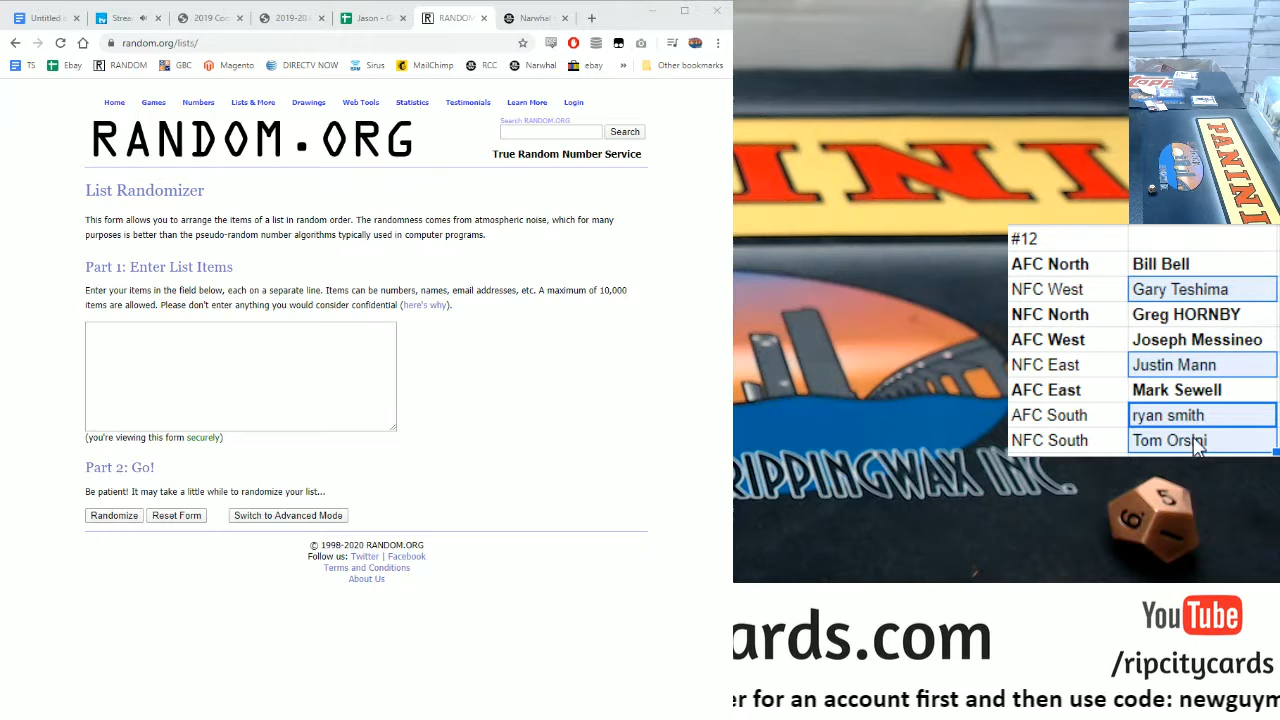 Untitled
Strea
2019 Con
2019-20
Jason - G
RANDOM
Narwhal
random.org/lists/
TS
Ebay
RANDOM
GBC
Magento
DIRECTV NOW
Sirus
MailChimp
RCC
Narwhal
ebay
»
Other bookmarks
Home Games Numbers Lists & More Drawings Web Tools Statistics Testimonials Learn More Login
RANDOM.ORG
Search RANDOM.ORG
Search
True Random Number Service
List Randomizer
This form allows you to arrange the items of a list in random order. The randomness comes from atmospheric noise, which for many
purposes is better than the pseudo-random number algorithms typically used in computer programs.
Part 1: Enter List Items
Enter your items in the field below, each on a separate line. Items can be numbers, names, email addresses, etc. A maximum of 10,000
items are allowed. Please don't enter anything you would consider confidential (here's why).
(you're viewing this form securely)
Part 2: Go!
Be patient! It may take a little while to randomize your list...
Randomize Reset Form Switch to Advanced Mode
© 1998-2020 RANDOM.ORG
Follow us: Twitter | Facebook
Terms and Conditions
About Us
ININI
PANINI
#12
AFC North Bill Bell
NFC West Gary Teshima
NFC North Greg HORNBY
AFC West Joseph Messineo
NFC East Justin Mann
AFC East Mark Sewell
AFC South ryan smith
NFC South Tom Orsini
RIPPINGWAX INC.
5
6
1
ards.com
YouTube
/ripcitycards
er for an account first and then use code: newguym